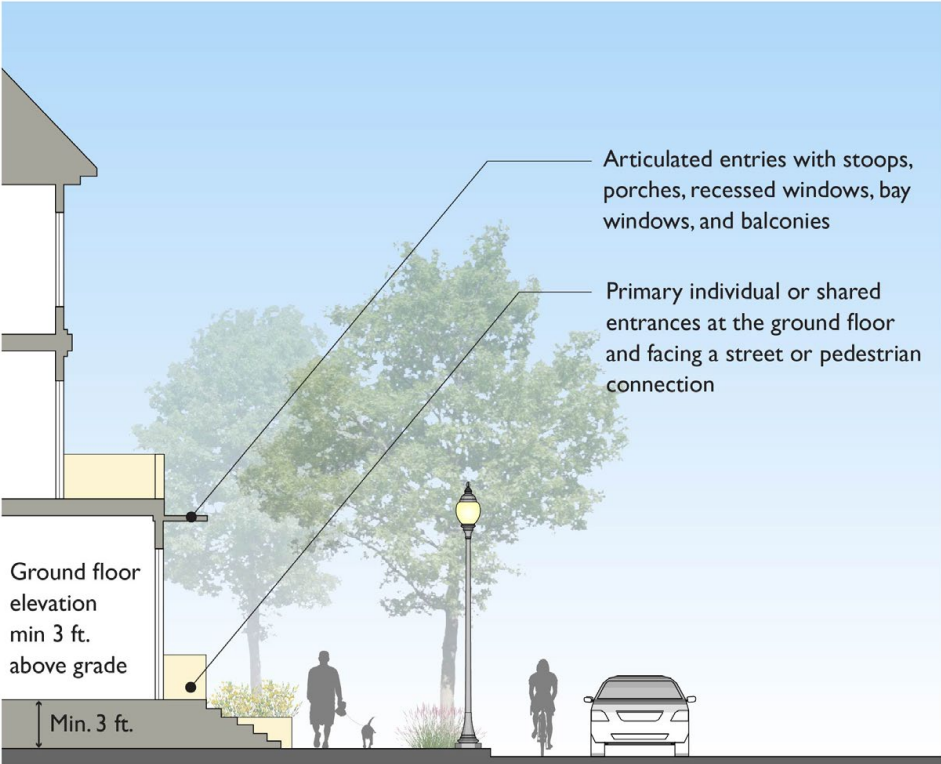 Articulated entries with stoops,
porches, recessed windows, bay
windows, and balconies
Primary individual or shared
entrances at the ground floor
and facing a street or pedestrian
connection
Ground floor
elevation
min 3 ft.
above grade
Min. 3 ft.